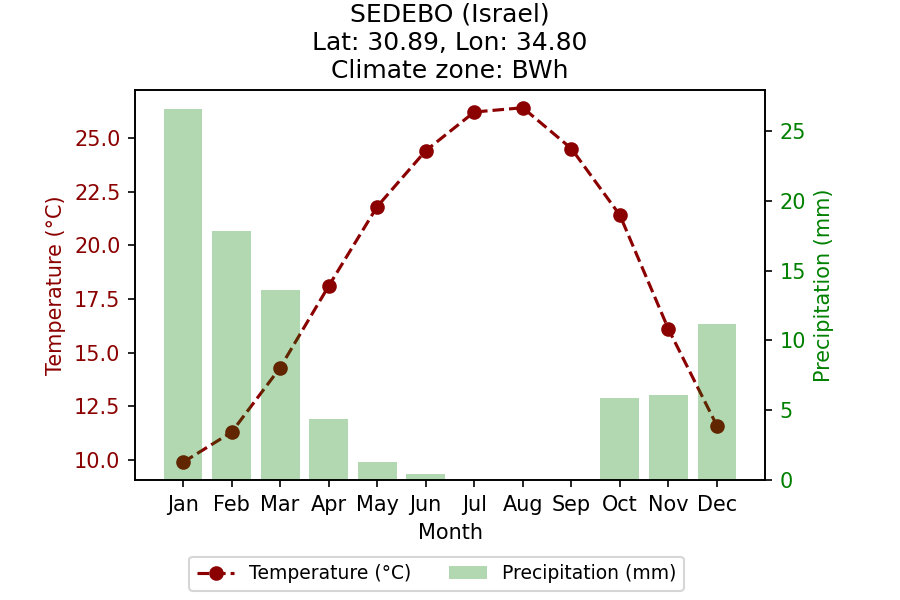 SEDEBO (Israel)
Lat: 30.89, Lon: 34.80
Climate zone: BWh
Temperature (°C)
25.0
22.5
20.0
17.5
15.0
12.5
10.0
25
20
15
10
5
0
Precipitation (mm)
Jan Feb Mar Apr May Jun Jul Aug Sep Oct Nov Dec
Month
Temperature (°C) Precipitation (mm)